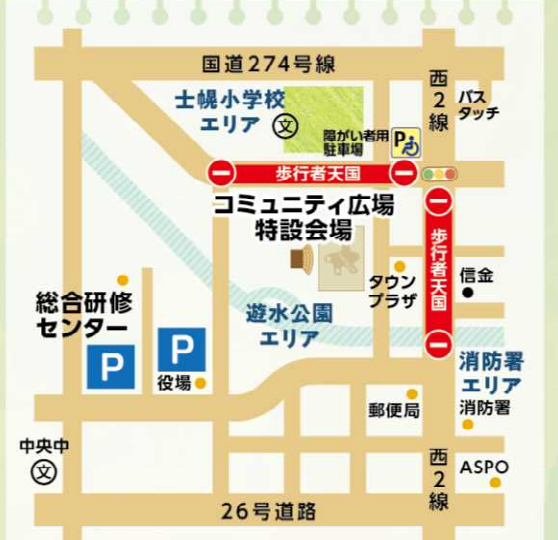 国道274号線
西2線
バス
タッチ
士幌小学校
エリア
文
障がい者用
駐車場
P
歩行者天国
コミュニティ広場
特設会場
歩行者天国
タウン
プラザ
信金
総合研修
センター
遊水公園
エリア
P
P
役場
消防署
エリア
郵便局
消防署
中央中
文
西2線
ASPO
26号道路